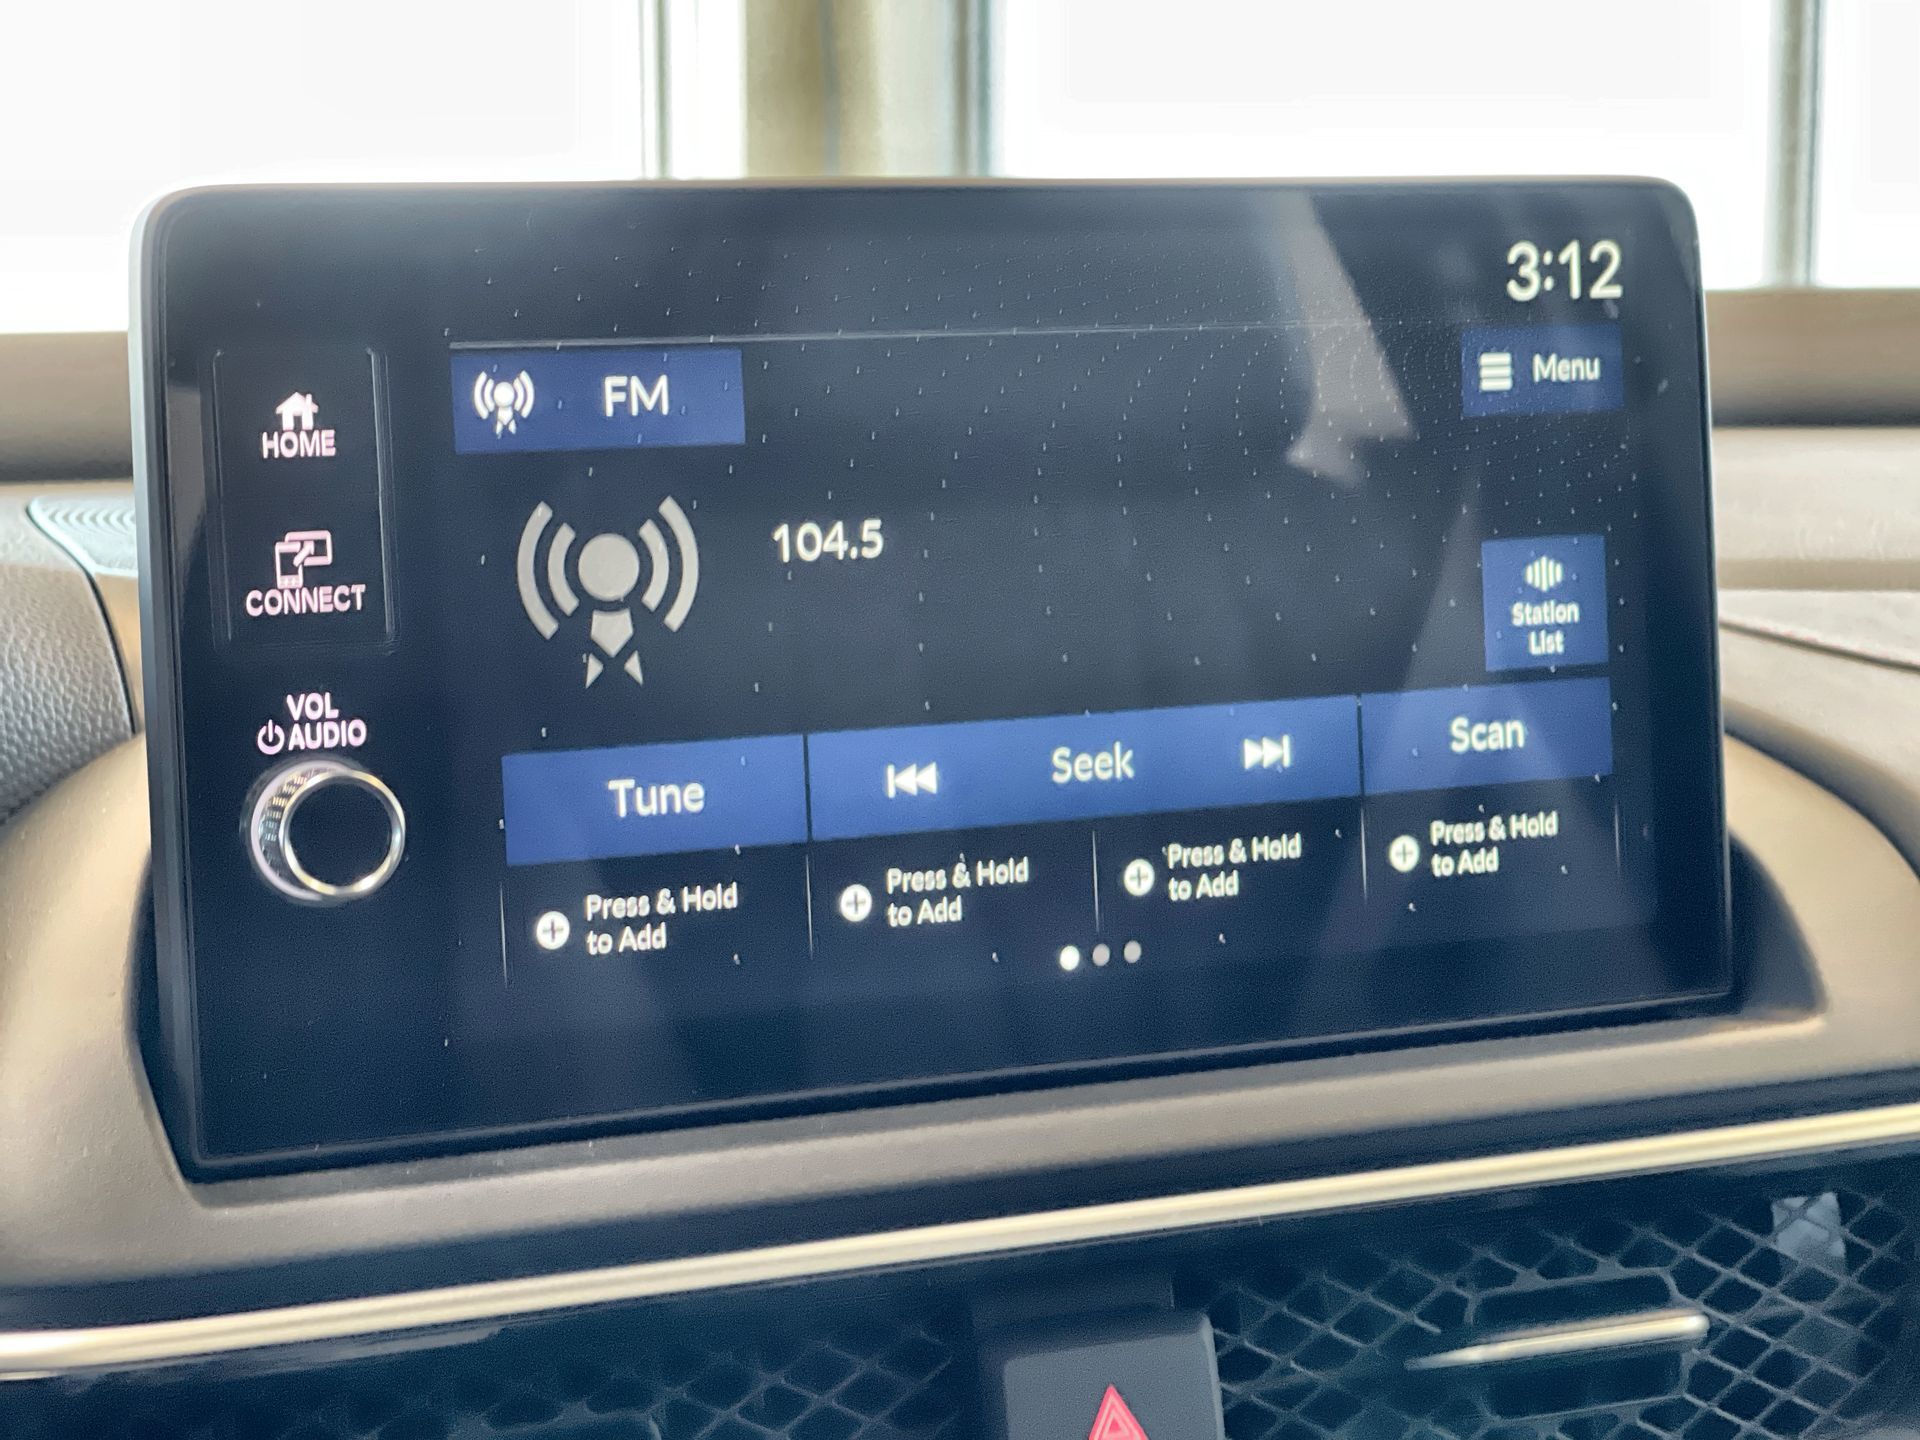 3:12
FM
Menu
HOME
104.5
CONNECT
Station
List
VOL
AUDIO
Tune
Seek
Scan
Press & Hold
to Add
Press & Hold
to Add
Press & Hold
to Add
Press & Hold
to Add